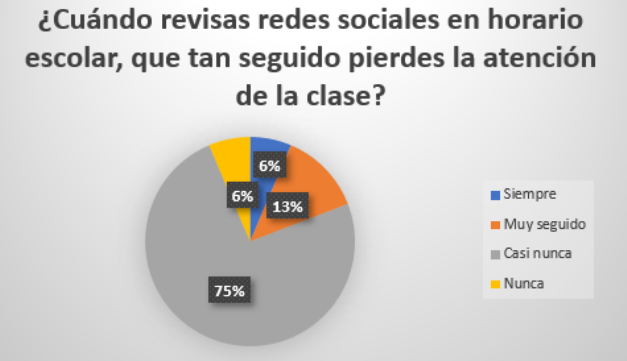 ¿Cuándo revisas redes sociales en horario
escolar, que tan seguido pierdes la atención
de la clase?
6%
6%
13%
75%
Siempre
Muy seguido
Casi nunca
Nunca